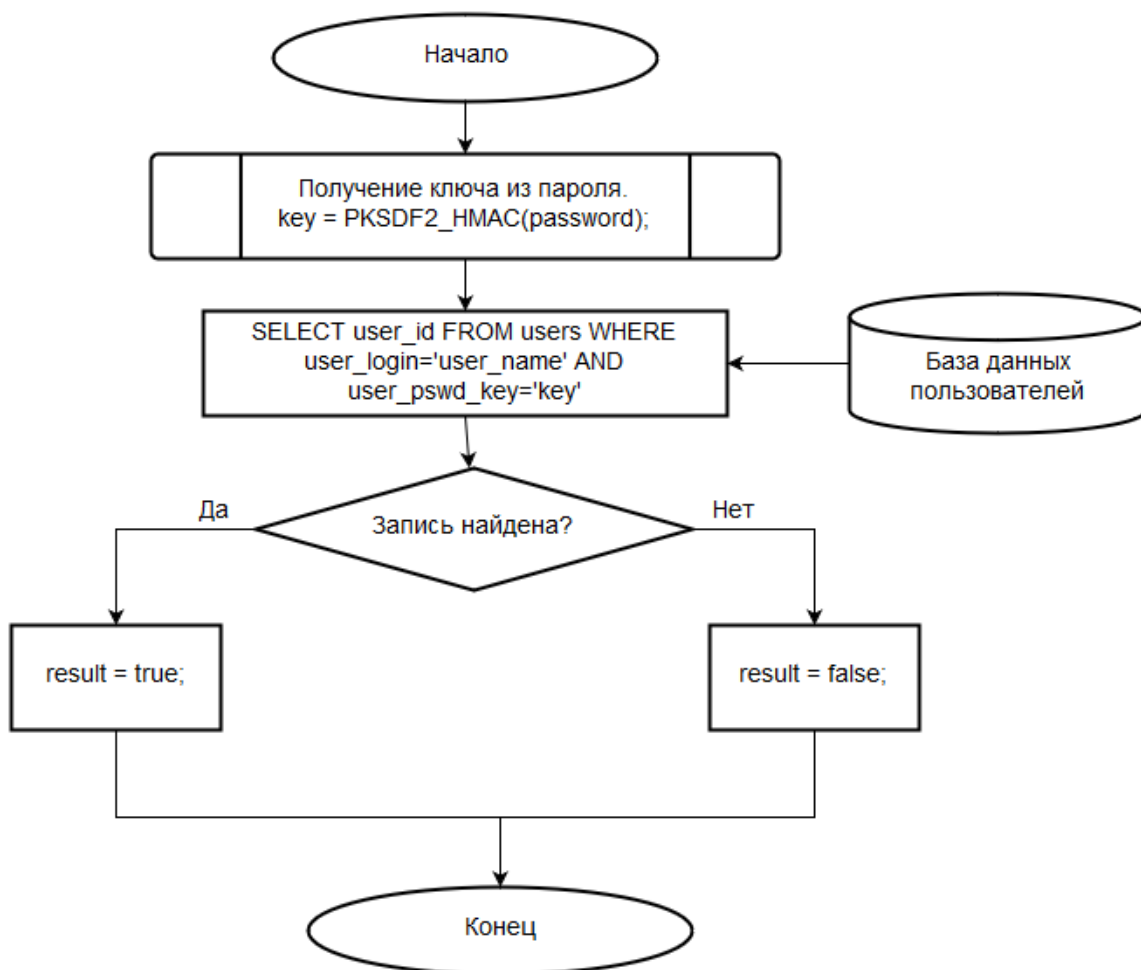 Начало
Получение ключа из пароля.
key = PKSDF2_HMAC(password);
SELECT user_id FROM users WHERE
user_login='user_name' AND
user_pswd_key='key'
База данных
пользователей
Запись найдена?
Да
Нет
result = true;
result = false;
Конец